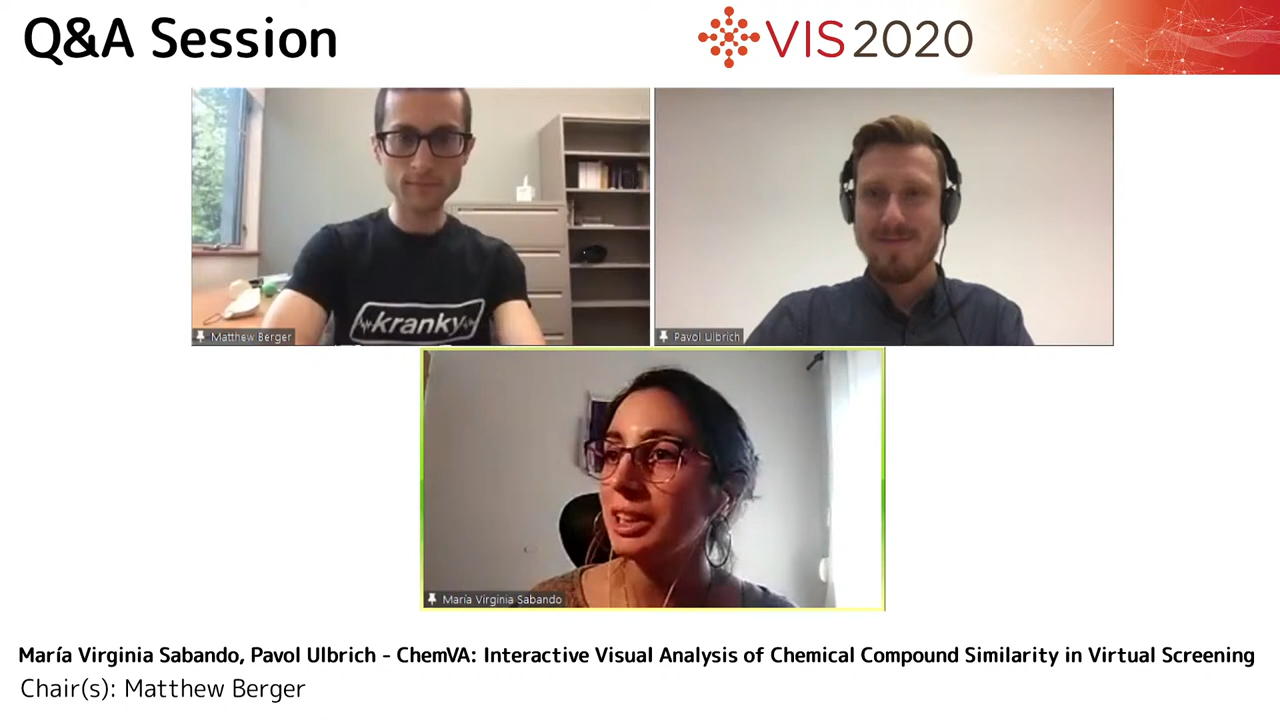 Q&A Session
VIS2020
kranky
Matthew Berger
Pavol Ulbrich
María Virginia Sabando
María Virginia Sabando, Pavol Ulbrich - ChemVA: Interactive Visual Analysis of Chemical Compound Similarity in Virtual Screening
Chair(s): Matthew Berger